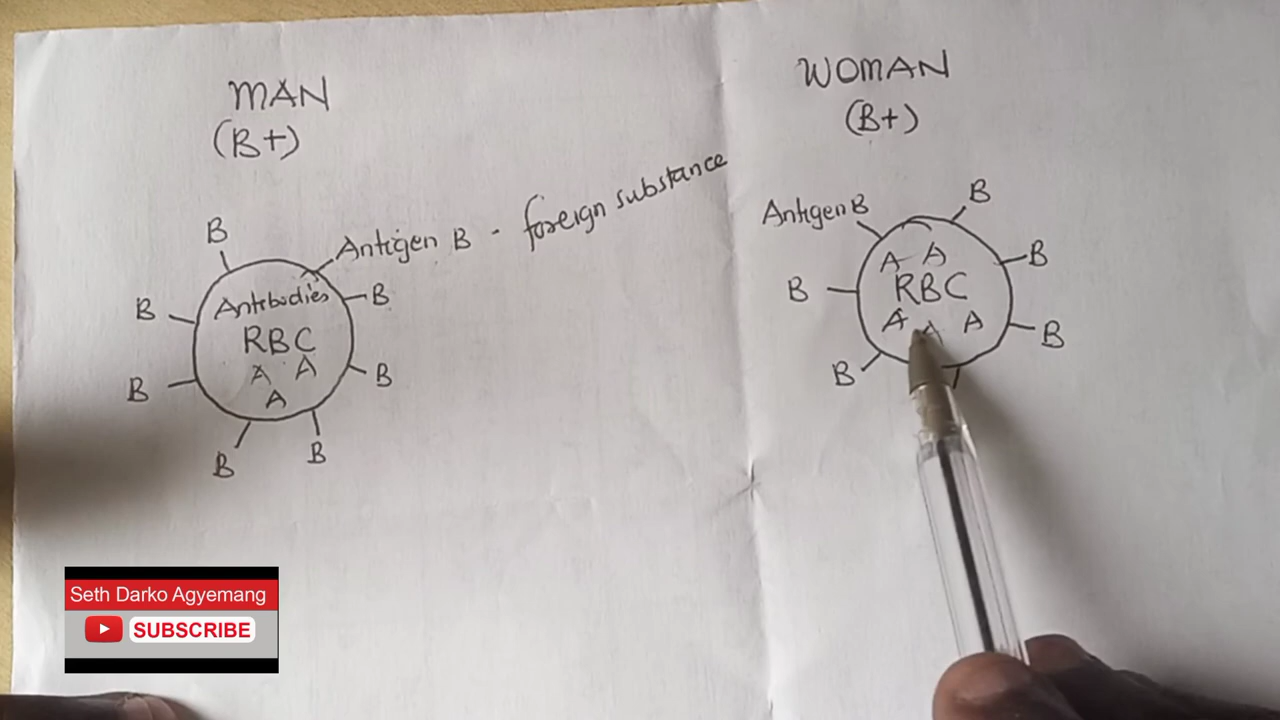 MAN
(B+)
B
Antigen B - foreign substance
B
Antibodies
B
RBC
B
A A
B
A
B
B
WOMAN
(B+)
Antigen B
B
A A
B
B
RBC
A A A
B
B
Seth Darko Agyemang
SUBSCRIBE